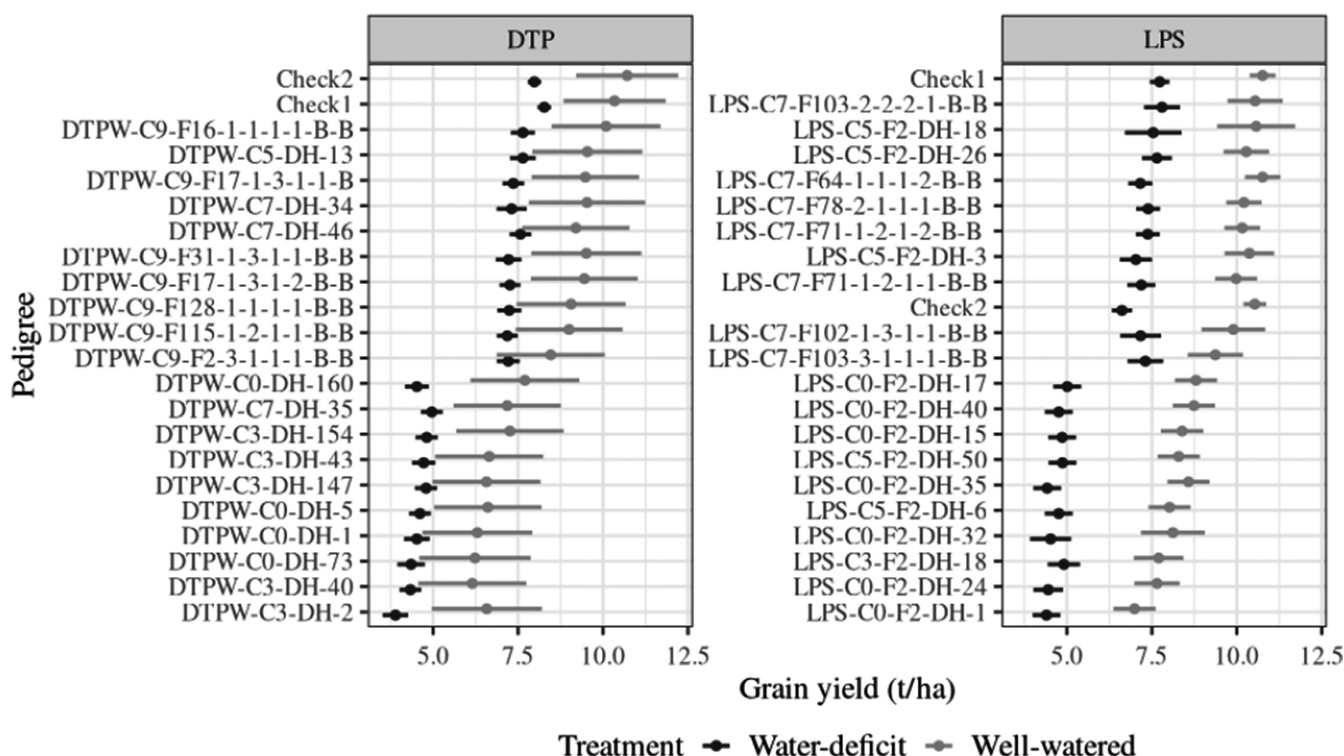 DTP
Check2
Check1
DTPW-C9-F16-1-1-1-1-B-B
DTPW-C5-DH-13
DTPW-C9-F17-1-3-1-1-B
DTPW-C7-DH-34
DTPW-C7-DH-46
DTPW-C9-F31-1-3-1-1-B-B
DTPW-C9-F17-1-3-1-2-B-B
DTPW-C9-F128-1-1-1-1-B-B
DTPW-C9-F115-1-2-1-1-B-B
DTPW-C9-F2-3-1-1-1-B-B
DTPW-C0-DH-160
DTPW-C7-DH-35
DTPW-C3-DH-154
DTPW-C3-DH-43
DTPW-C3-DH-147
DTPW-C0-DH-5
DTPW-C0-DH-1
DTPW-C0-DH-73
DTPW-C3-DH-40
DTPW-C3-DH-2
5.0 7.5 10.0 12.5
LPS
Check1
LPS-C7-F103-2-2-2-1-B-B
LPS-C5-F2-DH-18
LPS-C5-F2-DH-26
LPS-C7-F64-1-1-1-2-B-B
LPS-C7-F78-2-1-1-1-B-B
LPS-C7-F71-1-2-1-2-B-B
LPS-C5-F2-DH-3
LPS-C7-F71-1-2-1-1-B-B
Check2
LPS-C7-F102-1-3-1-1-B-B
LPS-C7-F103-3-1-1-1-B-B
LPS-C0-F2-DH-17
LPS-C0-F2-DH-40
LPS-C0-F2-DH-15
LPS-C5-F2-DH-50
LPS-C0-F2-DH-35
LPS-C5-F2-DH-6
LPS-C0-F2-DH-32
LPS-C3-F2-DH-18
LPS-C0-F2-DH-24
LPS-C0-F2-DH-1
5.0 7.5 10.0 12.5
Pedigree
Grain yield (t/ha)
Treatment Water-deficit Well-watered